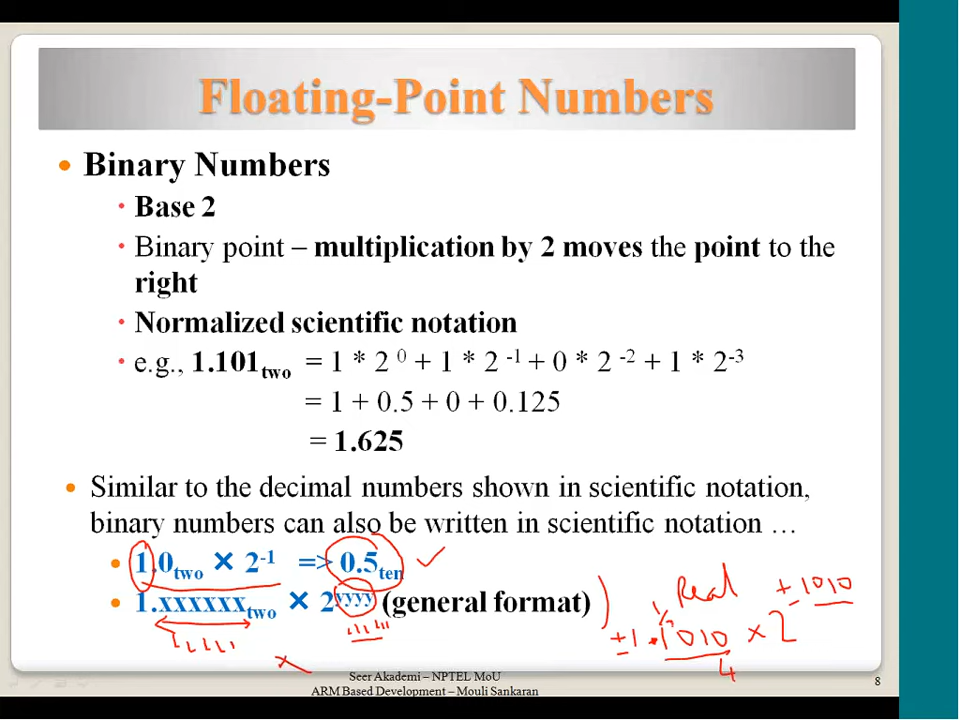 Floating-Point Numbers
• Binary Numbers
• Base 2
• Binary point – multiplication by 2 moves the point to the
right
• Normalized scientific notation
• e.g., 1.101two = 1 * 2 0 + 1 * 2 -1 + 0 * 2 -2 + 1 * 2-3
= 1 + 0.5 + 0 + 0.125
= 1.625
• Similar to the decimal numbers shown in scientific notation,
binary numbers can also be written in scientific notation …
• 1.0two × 2-1 => 0.5ten
• 1.xxxxxxtwo × 2yyyy (general format)
Real
±1010
±1.1010 × 2
4
Seer Akademi – NPTEL MoU
ARM Based Development – Mouli Sankaran
8